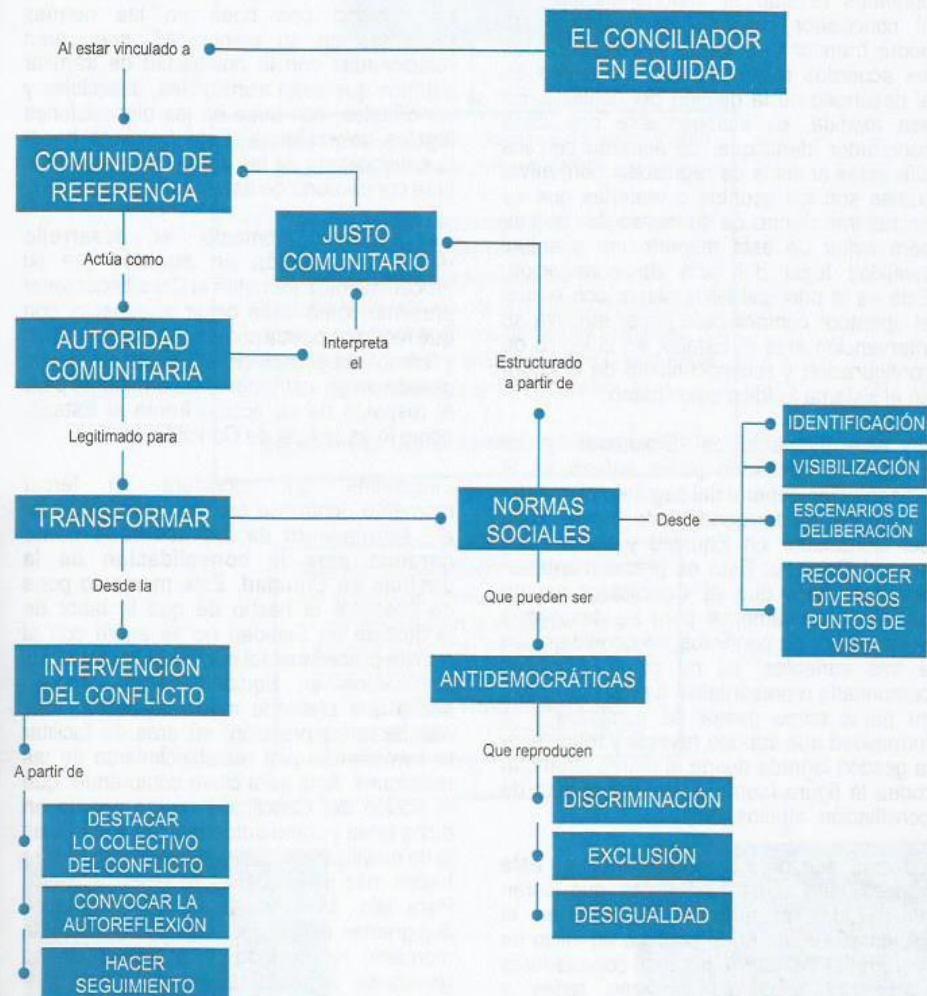 EL CONCILIADOR
EN EQUIDAD
Al estar vinculado a
COMUNIDAD DE
REFERENCIA
JUSTO
COMUNITARIO
Actúa como
AUTORIDAD
COMUNITARIA
Interpreta
el
Estructurado
a partir de
Legitimado para
TRANSFORMAR
NORMAS
SOCIALES
Desde
IDENTIFICACIÓN
VISIBILIZACIÓN
ESCENARIOS DE
DELIBERACIÓN
RECONOCER
DIVERSOS
PUNTOS DE
VISTA
Desde la
Que pueden ser
INTERVENCIÓN
DEL CONFLICTO
ANTIDEMOCRÁTICAS
A partir de
Que reproducen
DESTACAR
LO COLECTIVO
DEL CONFLICTO
CONVOCAR LA
AUTOREFLEXIÓN
HACER
SEGUIMIENTO
DISCRIMINACIÓN
EXCLUSIÓN
DESIGUALDAD